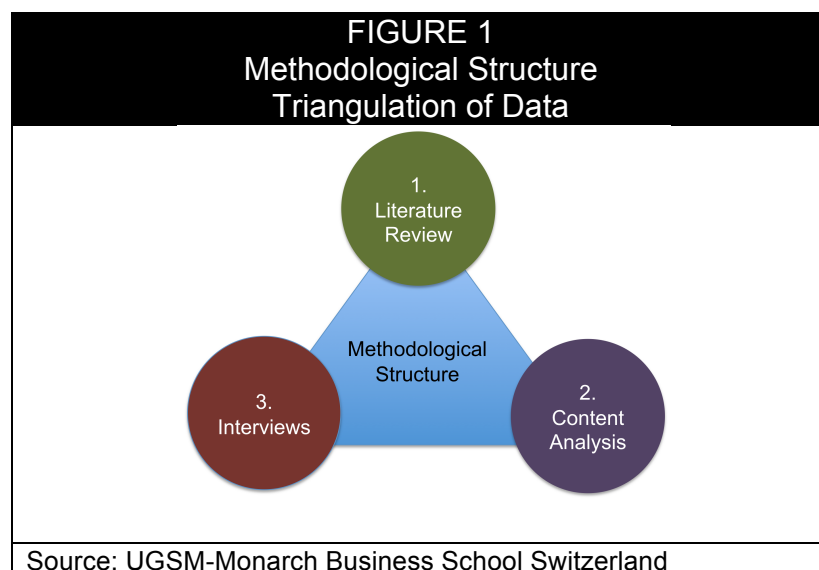 FIGURE 1
Methodological Structure
Triangulation of Data
1.
Literature
Review
Methodological
Structure
3.
Interviews
2.
Content
Analysis
Source: UGSM-Monarch Business School Switzerland